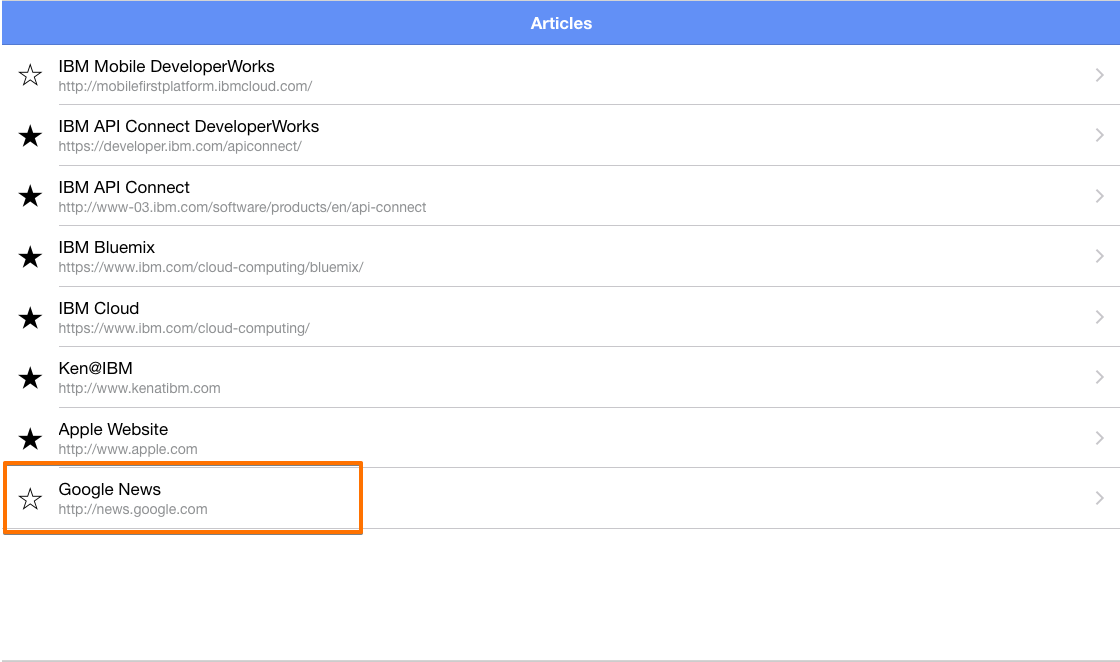 Articles
IBM Mobile DeveloperWorks
http://mobilefirstplatform.ibmcloud.com/
IBM API Connect DeveloperWorks
https://developer.ibm.com/apiconnect/
IBM API Connect
http://www-03.ibm.com/software/products/en/api-connect
IBM Bluemix
https://www.ibm.com/cloud-computing/bluemix/
IBM Cloud
https://www.ibm.com/cloud-computing/
Ken@IBM
http://www.kenatibm.com
Apple Website
http://www.apple.com
Google News
http://news.google.com